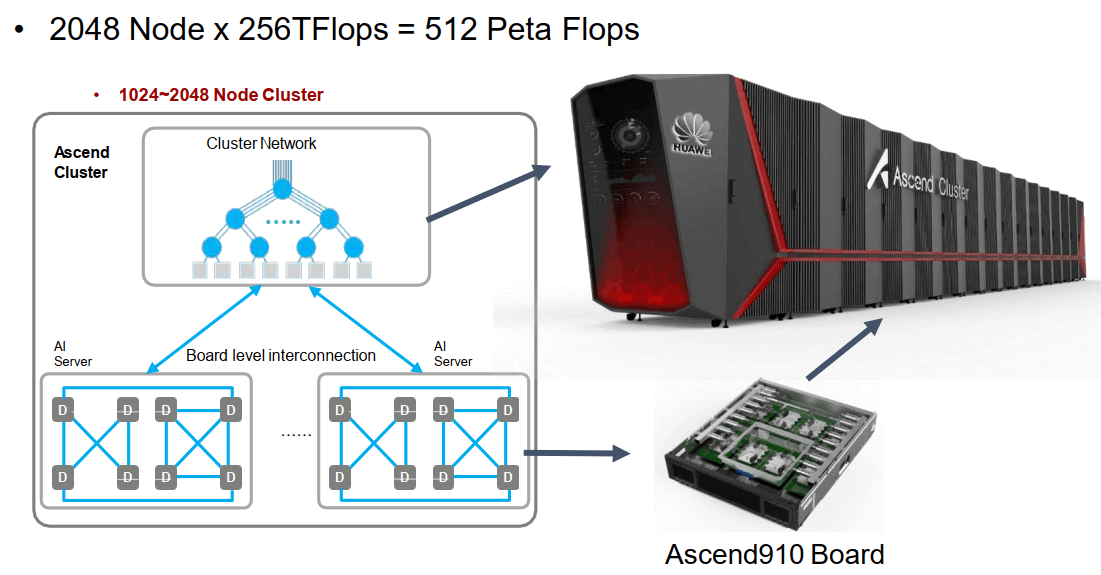 • 2048 Node x 256TFlops = 512 Peta Flops
• 1024~2048 Node Cluster
Ascend
Cluster
Cluster Network
HUAWEI
Ascend Cluster
AI
Server
Board level interconnection
AI
Server
D D D D
D D D D
......
D D D D
D D D D
Ascend910 Board